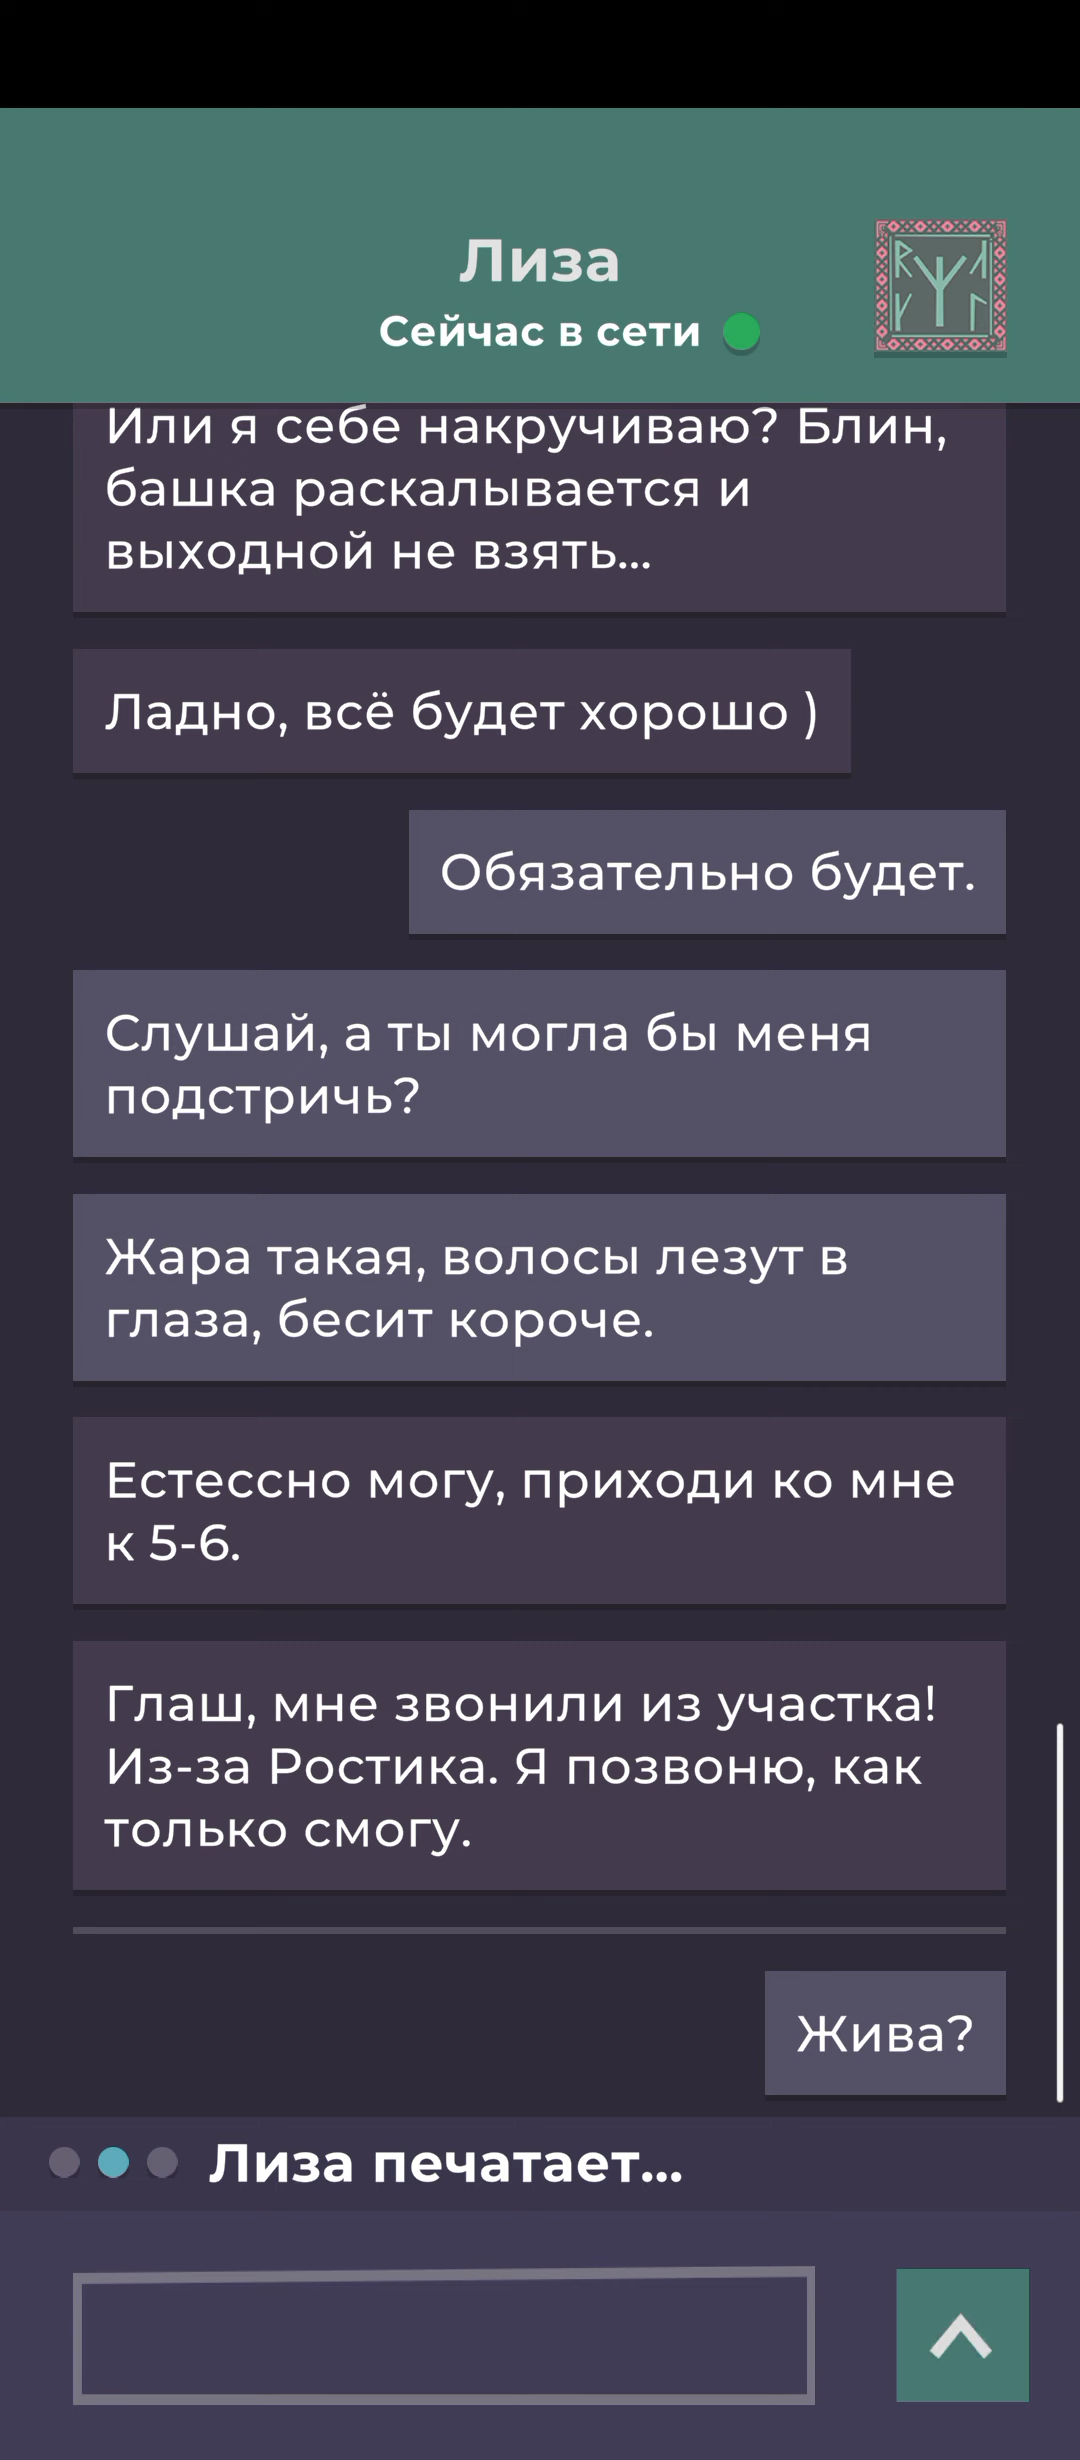 Лиза
Сейчас в сети
Или я себе накручиваю? Блин,
башка раскалывается и
выходной не взять...
Ладно, всё будет хорошо )
Обязательно будет.
Слушай, а ты могла бы меня
подстричь?
Жара такая, волосы лезут в
глаза, бесит короче.
Естессно могу, приходи ко мне
к 5-6.
Глаш, мне звонили из участка!
Из-за Ростика. Я позвоню, как
только смогу.
Жива?
Лиза печатает...